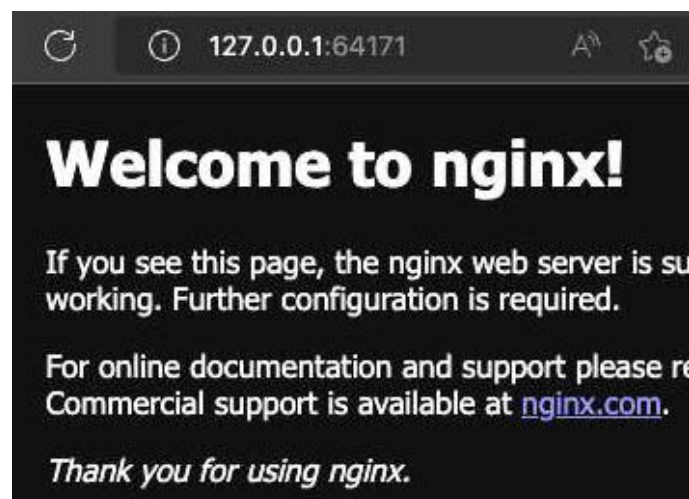 127.0.0.1:64171
Welcome to nginx!
If you see this page, the nginx web server is su
working. Further configuration is required.
For online documentation and support please re
Commercial support is available at nginx.com.
Thank you for using nginx.